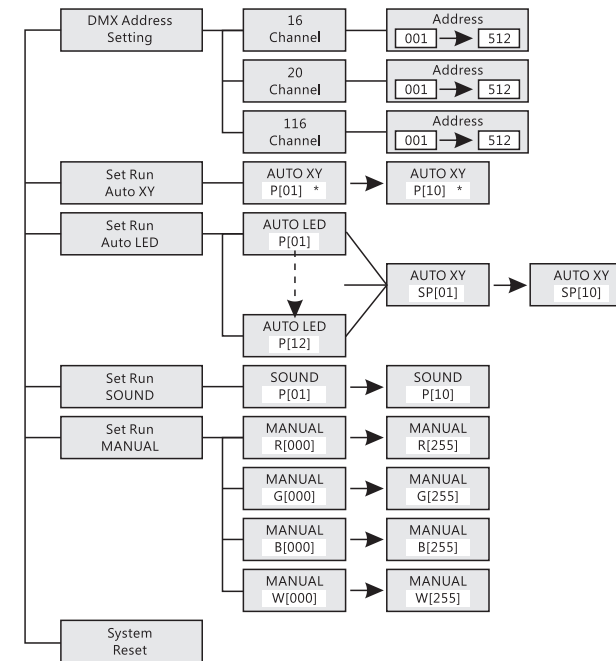 DMX Address
Setting
16
Channel
Address
001 512
20
Channel
Address
001 512
116
Channel
Address
001 512
Set Run
Auto XY
AUTO XY
P[01] *
AUTO XY
P[10] *
Set Run
Auto LED
AUTO LED
P[01]
AUTO LED
P[12]
AUTO XY
SP[01]
AUTO XY
SP[10]
Set Run
SOUND
SOUND
P[01]
SOUND
P[10]
Set Run
MANUAL
MANUAL
R[000]
MANUAL
R[255]
MANUAL
G[000]
MANUAL
G[255]
MANUAL
B[000]
MANUAL
B[255]
MANUAL
W[000]
MANUAL
W[255]
System
Reset